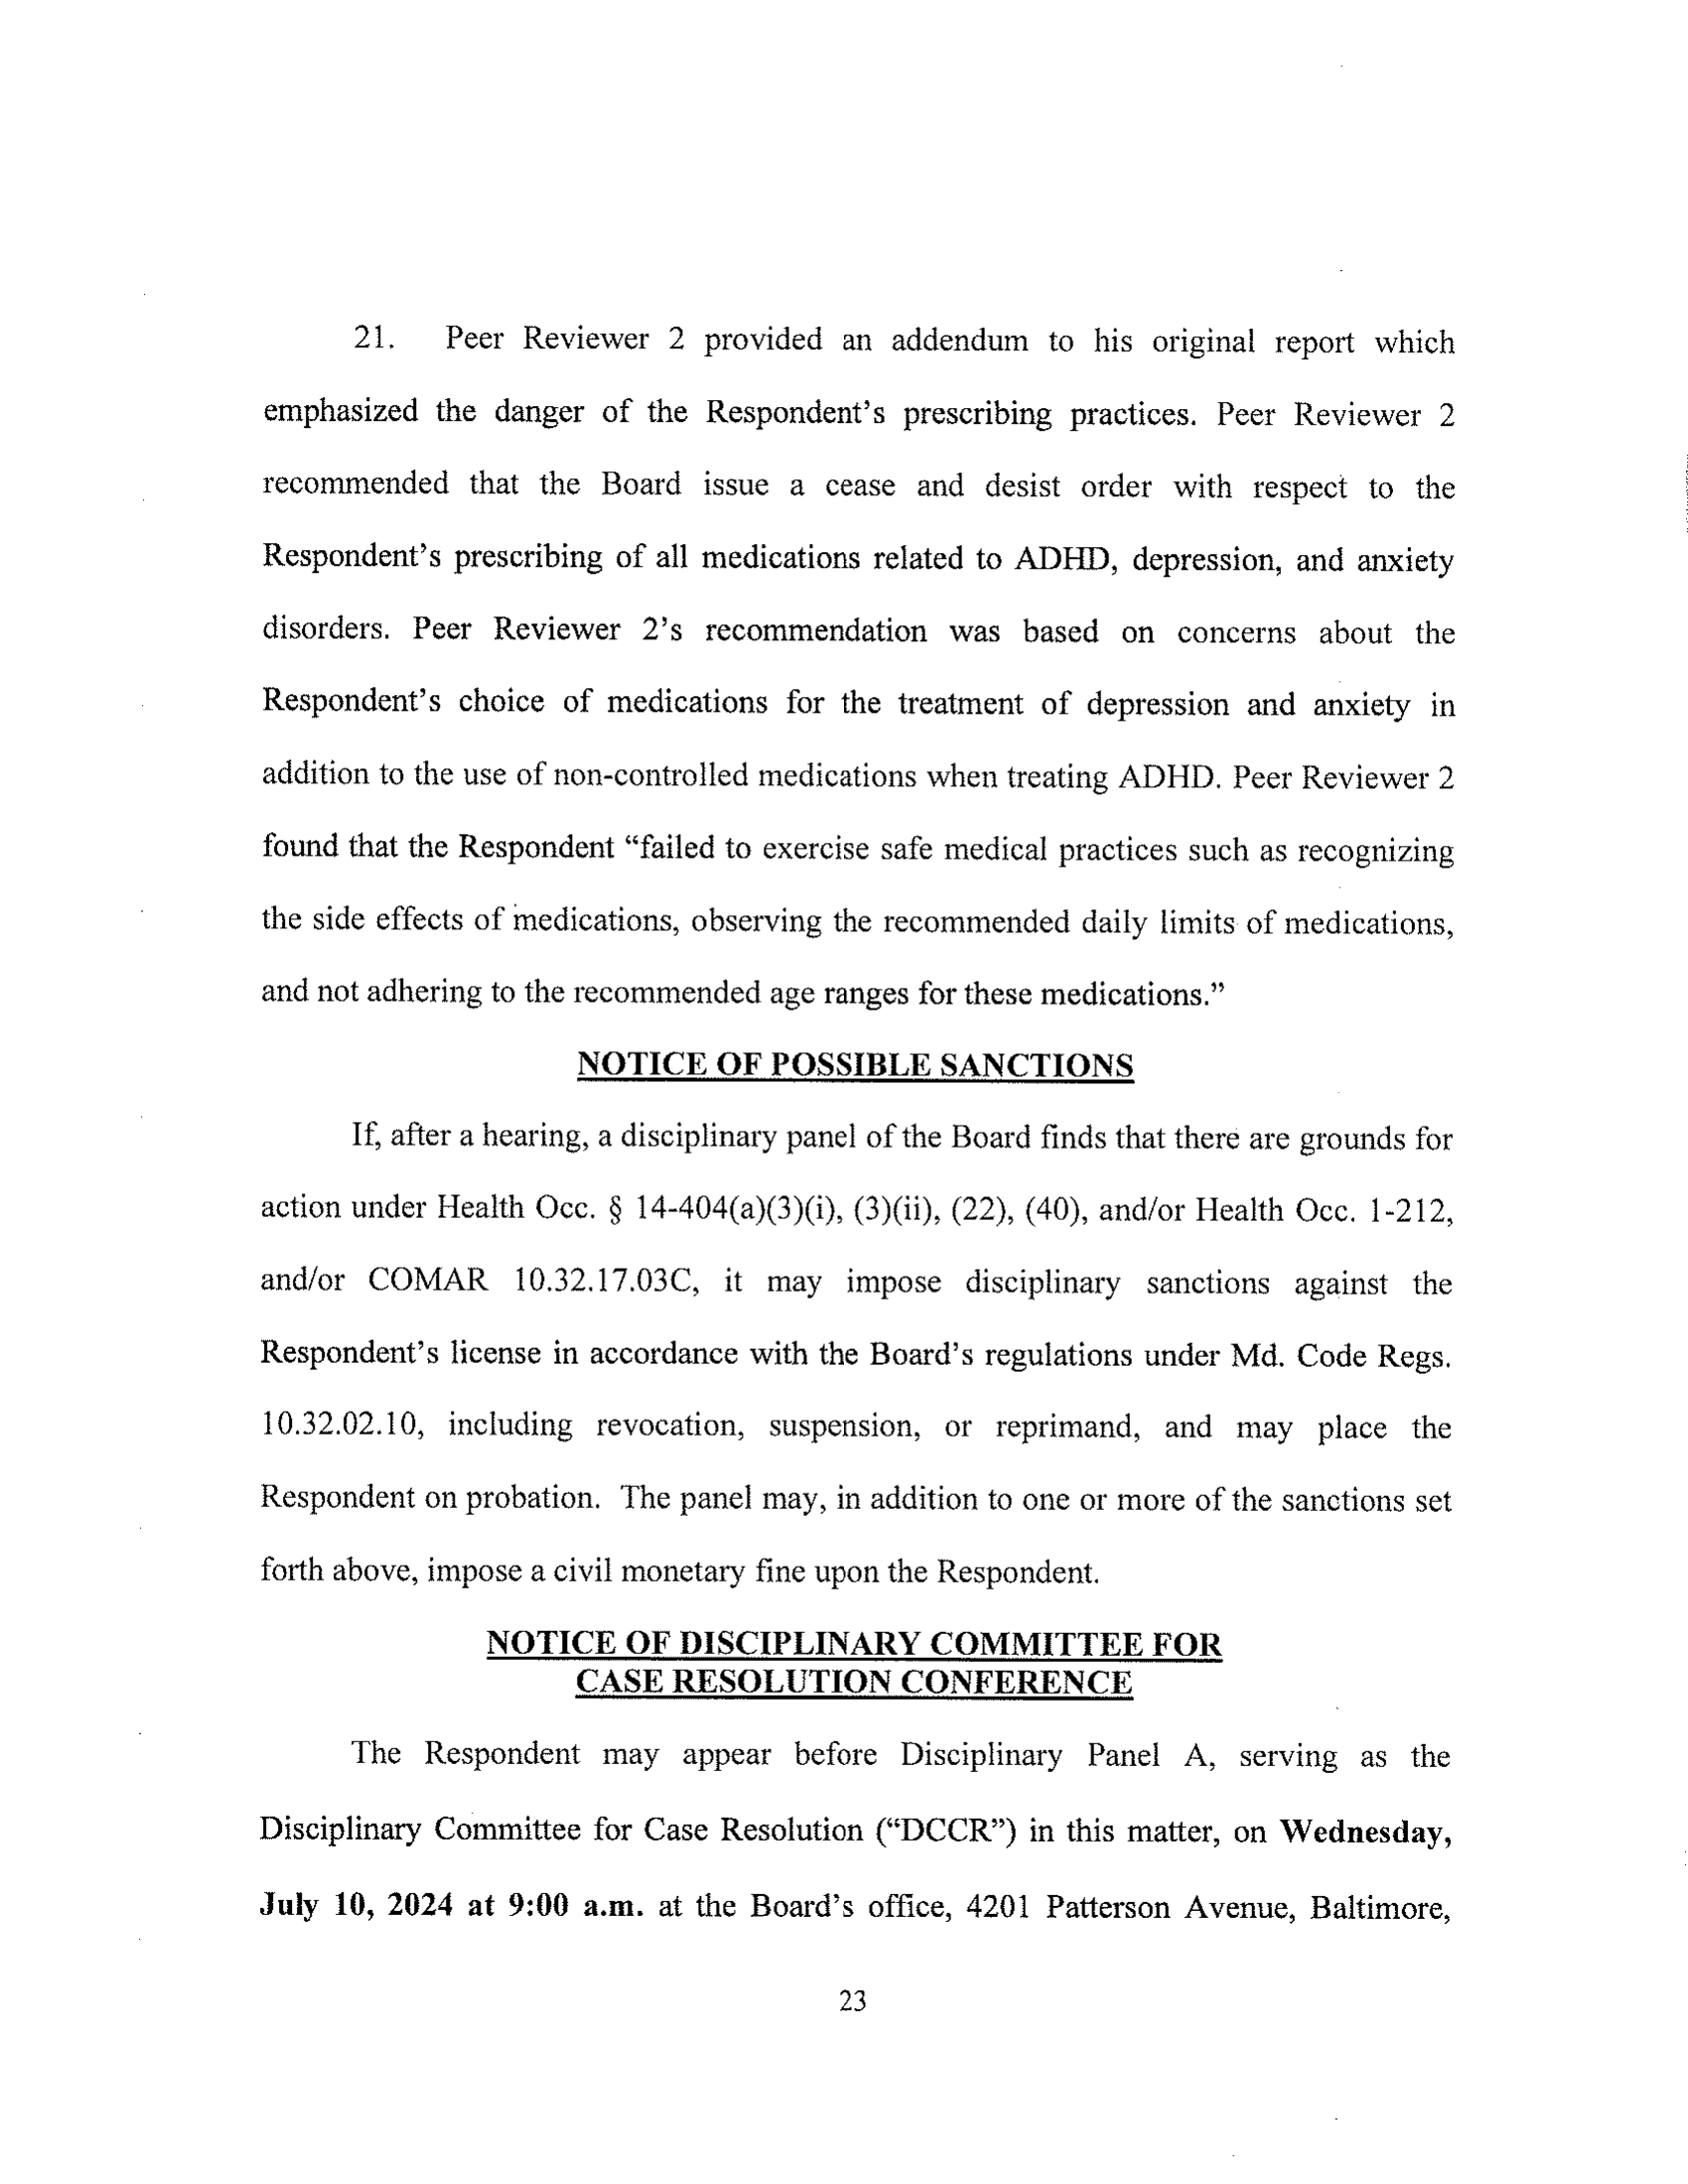 21. Peer Reviewer 2 provided an addendum to his original report which
emphasized the danger of the Respondent's prescribing practices. Peer Reviewer 2
recommended that the Board issue a cease and desist order with respect to the
Respondent's prescribing of all medications related to ADHD, depression, and anxiety
disorders. Peer Reviewer 2's recommendation was based on concerns about the
Respondent's choice of medications for the treatment of depression and anxiety in
addition to the use of non-controlled medications when treating ADHD. Peer Reviewer 2
found that the Respondent “failed to exercise safe medical practices such as recognizing
the side effects of medications, observing the recommended daily limits of medications,
and not adhering to the recommended age ranges for these medications.”
NOTICE OF POSSIBLE SANCTIONS
If, after a hearing, a disciplinary panel of the Board finds that there are grounds for
action under Health Occ. § 14-404(a)(3)(i), (3)(ii), (22), (40), and/or Health Occ. 1-212,
and/or COMAR 10.32.17.03C, it may impose disciplinary sanctions against the
Respondent's license in accordance with the Board's regulations under Md. Code Regs.
10.32.02.10, including revocation, suspension, or reprimand, and may place the
Respondent on probation. The panel may, in addition to one or more of the sanctions set
forth above, impose a civil monetary fine upon the Respondent.
NOTICE OF DISCIPLINARY COMMITTEE FOR
CASE RESOLUTION CONFERENCE
The Respondent may appear before Disciplinary Panel A, serving as the
Disciplinary Committee for Case Resolution (“DCCR”) in this matter, on Wednesday,
July 10, 2024 at 9:00 a.m. at the Board's office, 4201 Patterson Avenue, Baltimore,
23